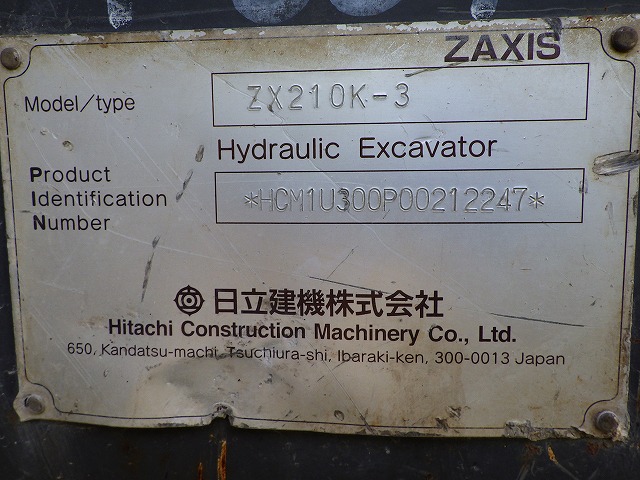 ZAXIS
Model/type
ZX210K-3
Hydraulic Excavator
Product
Identification
Number
*HCM1U300P00212247*
日立建機株式会社
Hitachi Construction Machinery Co., Ltd.
650, Kandatsu-machi, Tsuchiura-shi, Ibaraki-ken, 300-0013 Japan